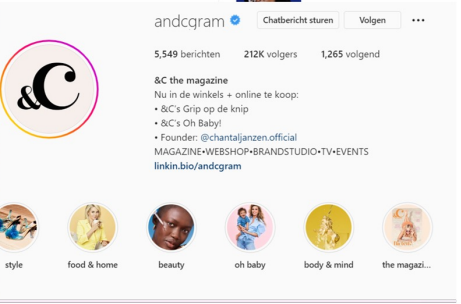 andcgram Chatbericht sturen Volgen
5,549 berichten 212K volgers 1,265 volgend
&C the magazine
Nu in de winkels + online te koop:
• &C's Grip op de knip
• &C's Oh Baby!
• Founder: @chantaljanzen.official
MAGAZINE•WEBSHOP•BRANDSTUDIO•TV•EVENTS
linkin.bio/andcgram
&C
style food & home beauty oh baby body & mind the magazi...